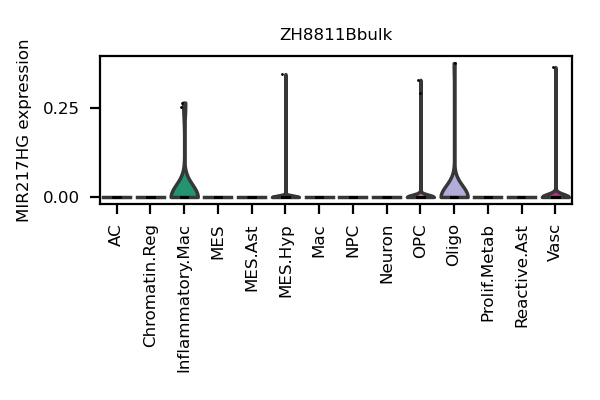 ZH8811Bbulk
MIR217HG expression
0.25
0.00
AC
Chromatin.Reg
Inflammatory.Mac
MES
MES.Ast
MES.Hyp
Mac
NPC
Neuron
OPC
Oligo
Prolif.Metab
Reactive.Ast
Vasc